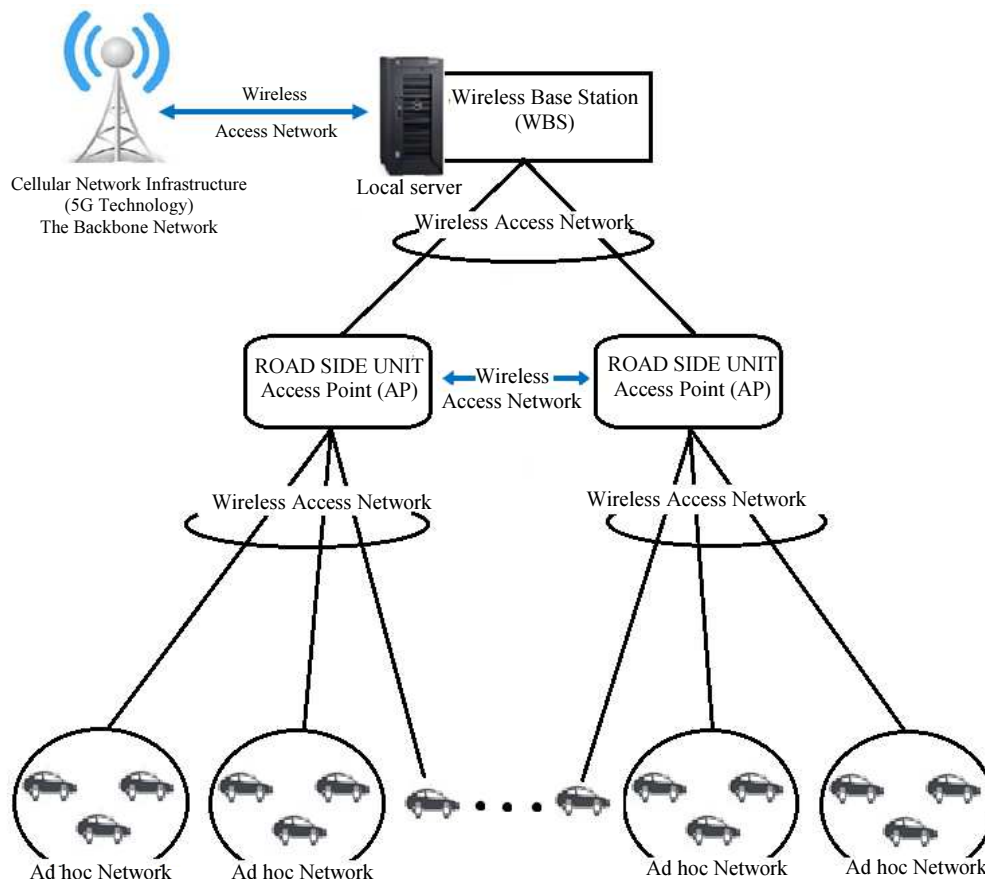 Wireless
Access Network
Wireless Base Station
(WBS)
Cellular Network Infrastructure
(5G Technology)
The Backbone Network
Local server
Wireless Access Network
ROAD SIDE UNIT
Access Point (AP)
Wireless
Access Network
ROAD SIDE UNIT
Access Point (AP)
Wireless Access Network
Wireless Access Network
Ad hoc Network
Ad hoc Network
Ad hoc Network
Ad hoc Network